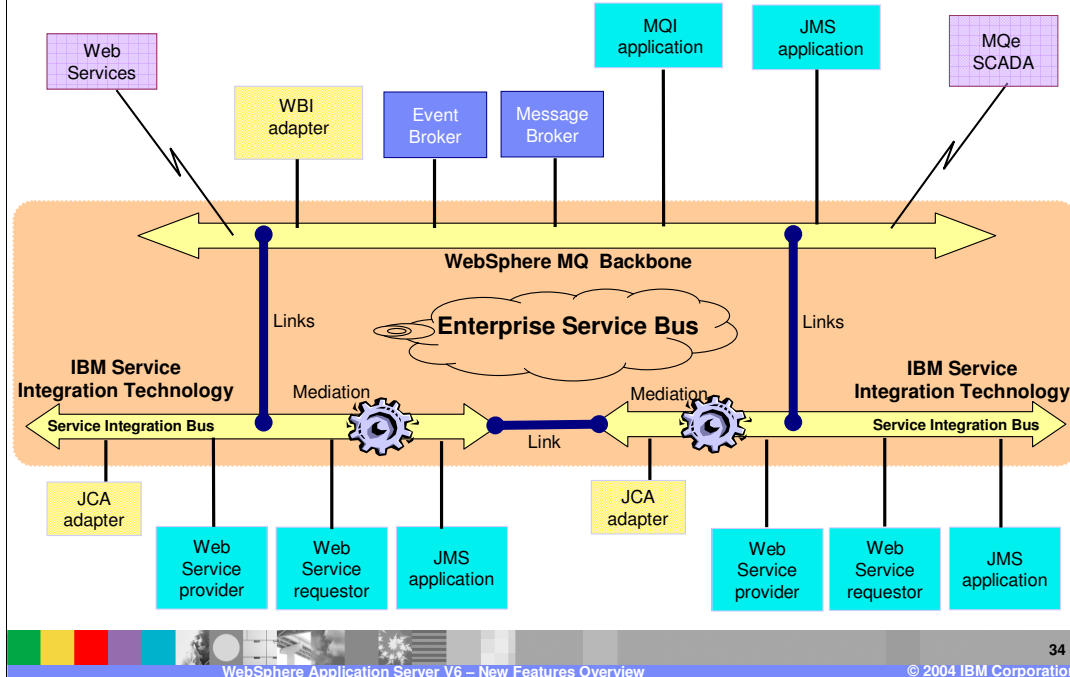 MQI
application
JMS
application
Web
Services
MQe
SCADA
WBI
adapter
Event
Broker
Message
Broker
WebSphere MQ Backbone
Links
Enterprise Service Bus
Links
IBM Service
Integration Technology
Mediation
Mediation
IBM Service
Integration Technology
Service Integration Bus
Link
Service Integration Bus
JCA
adapter
JCA
adapter
Web
Service
provider
Web
Service
requestor
JMS
application
Web
Service
provider
Web
Service
requestor
JMS
application
34
WebSphere Application Server V6 – New Features Overview
© 2004 IBM Corporation